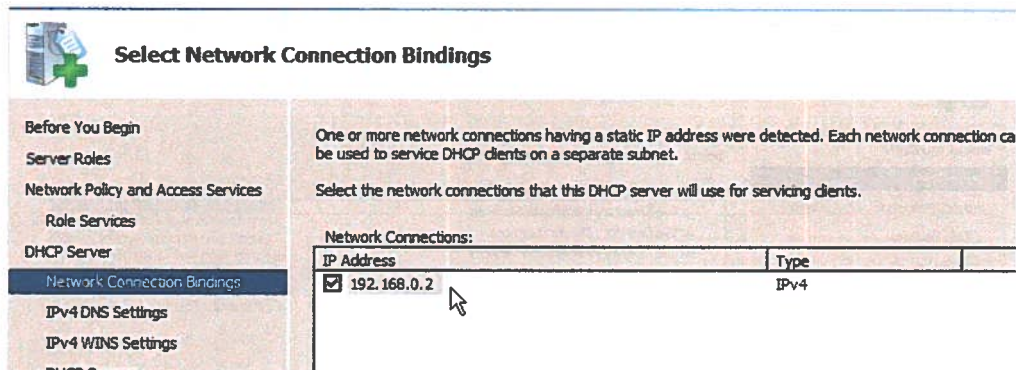 Select Network Connection Bindings
Before You Begin
Server Roles
Network Policy and Access Services
Role Services
DHCP Server
Network Connection Bindings
IPv4 DNS Settings
IPv4 WINS Settings
One or more network connections having a static IP address were detected. Each network connection ca
be used to service DHCP clients on a separate subnet.
Select the network connections that this DHCP server will use for servicing clients.
Network Connections:
IP Address Type
192.168.0.2 IPv4